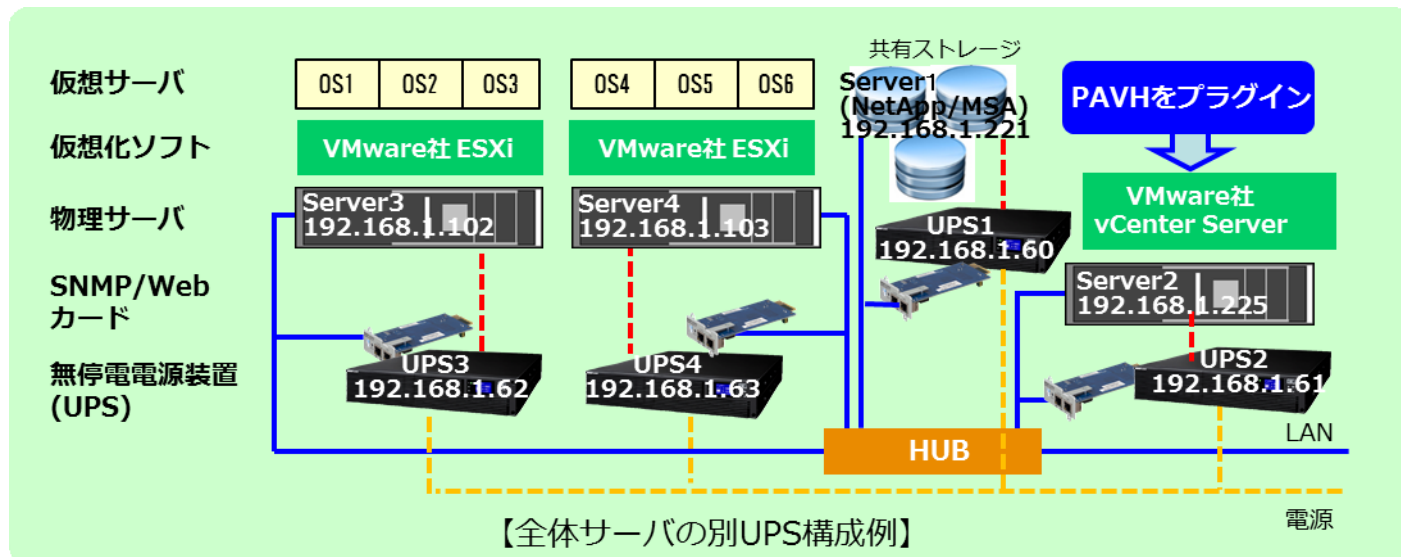 共有ストレージ
仮想サーバ
OS1 OS2 OS3
OS4 OS5 OS6
Server1
(NetApp/MSA)
192.168.1.221
PAVHをプラグイン
仮想化ソフト
VMware社 ESXi
VMware社 ESXi
VMware社
vCenter Server
物理サーバ
Server3
192.168.1.102
Server4
192.168.1.103
UPS1
192.168.1.60
Server2
192.168.1.225
SNMP/Web
カード
無停電電源装置
(UPS)
UPS3
192.168.1.62
UPS4
192.168.1.63
UPS2
192.168.1.61
HUB
LAN
電源
【全体サーバの別UPS構成例】